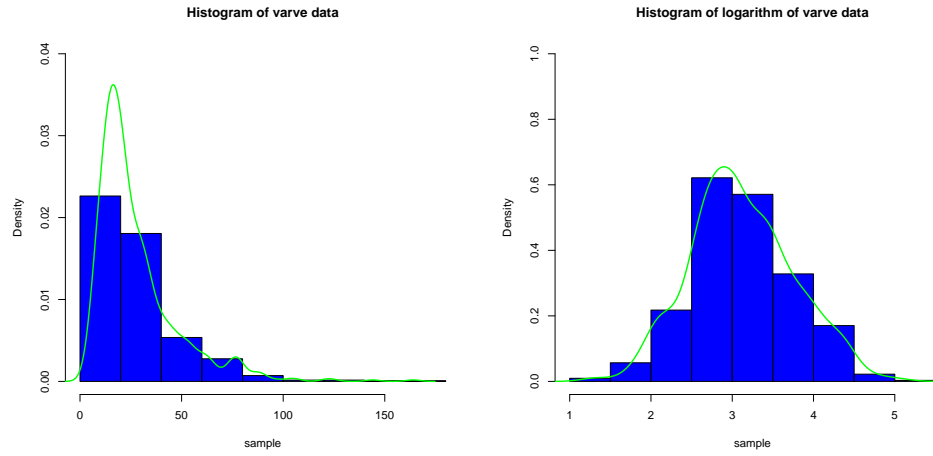 Histogram of varve data
Density
0.04
0.03
0.02
0.01
0.00
0 50 100 150
sample
Histogram of logarithm of varve data
Density
1.0
0.8
0.6
0.4
0.2
0.0
1 2 3 4 5
sample